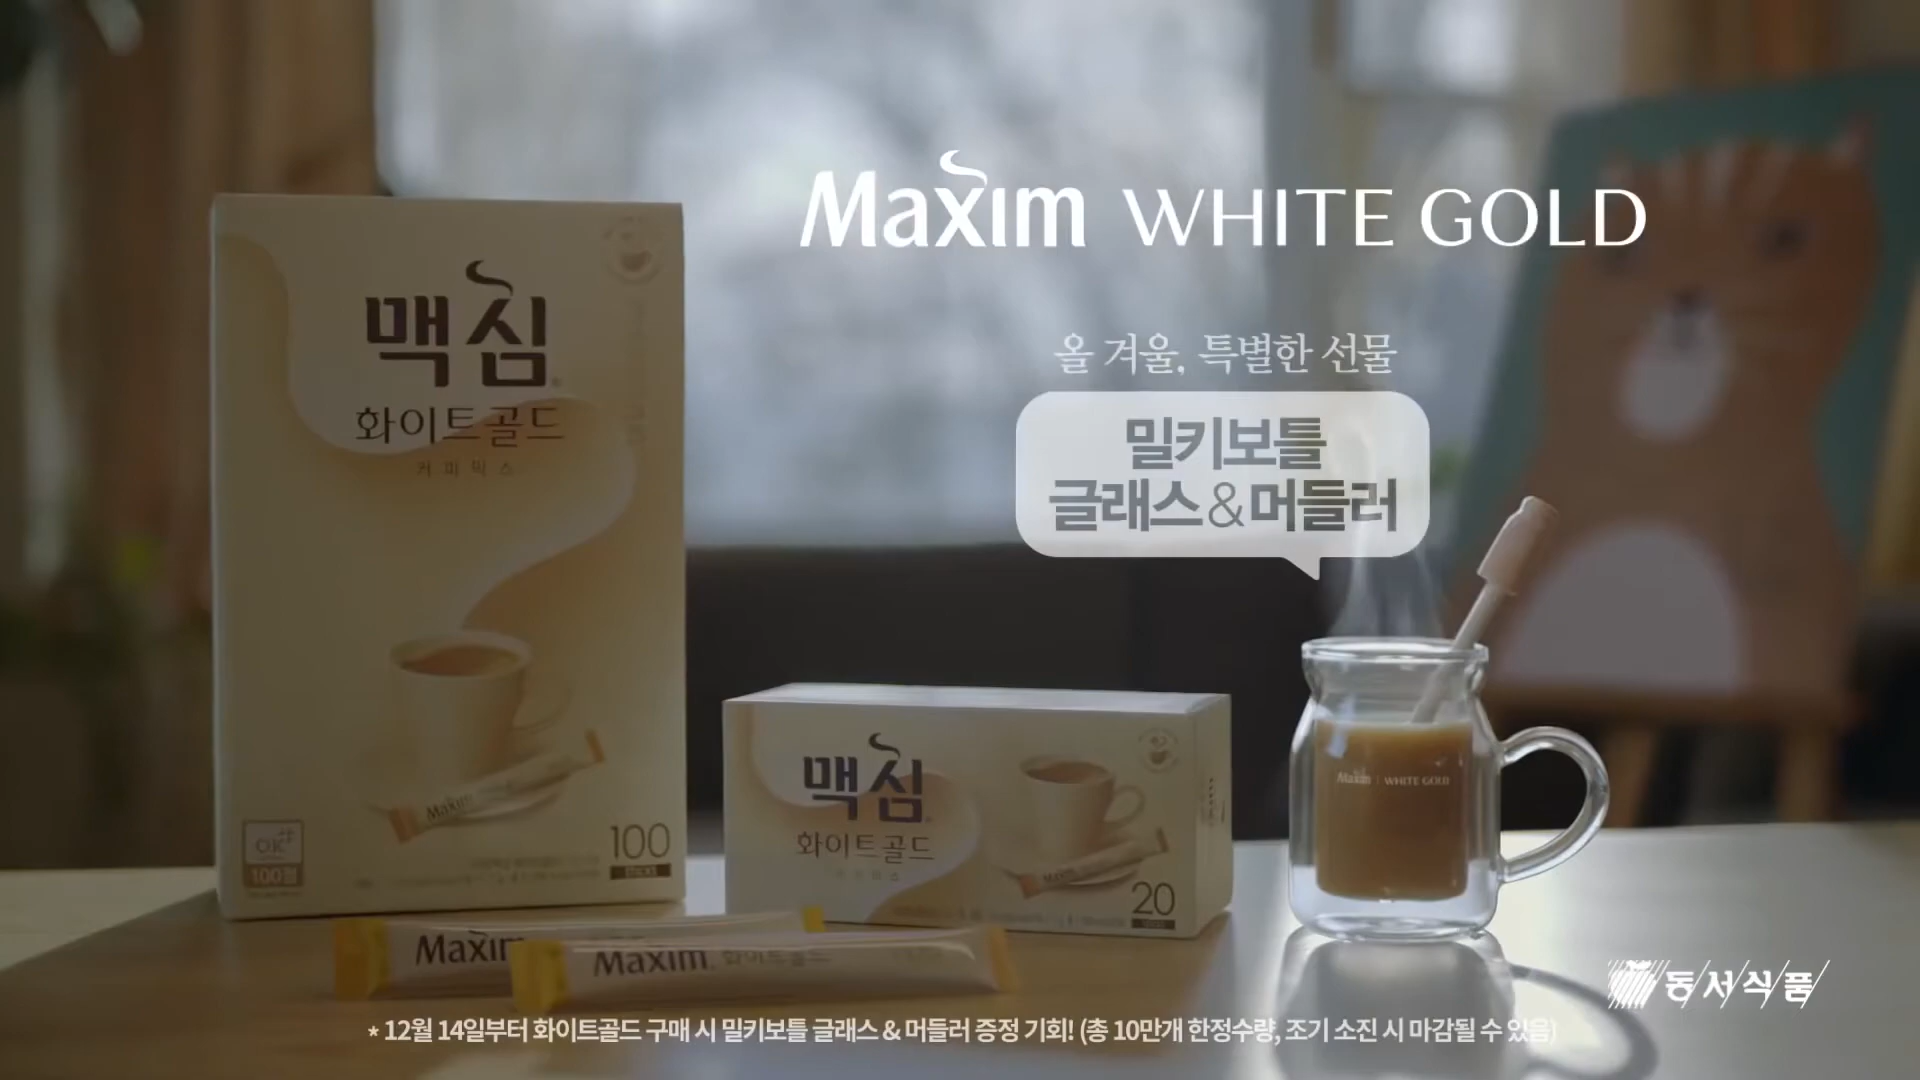 Maxim WHITE GOLD
올 겨울, 특별한 선물
밀키보틀
글래스&머들러
맥심
화이트골드
커피믹스
Maxim
100
100점
맥심
화이트골드
20
Maxim
Maxim 화이트골드
Maxim WHITE GOLD
동서식품
* 12월 14일부터 화이트골드 구매 시 밀키보틀 글래스 & 머들러 증정 기회! (총 10만개 한정수량, 조기 소진 시 마감될 수 있음)